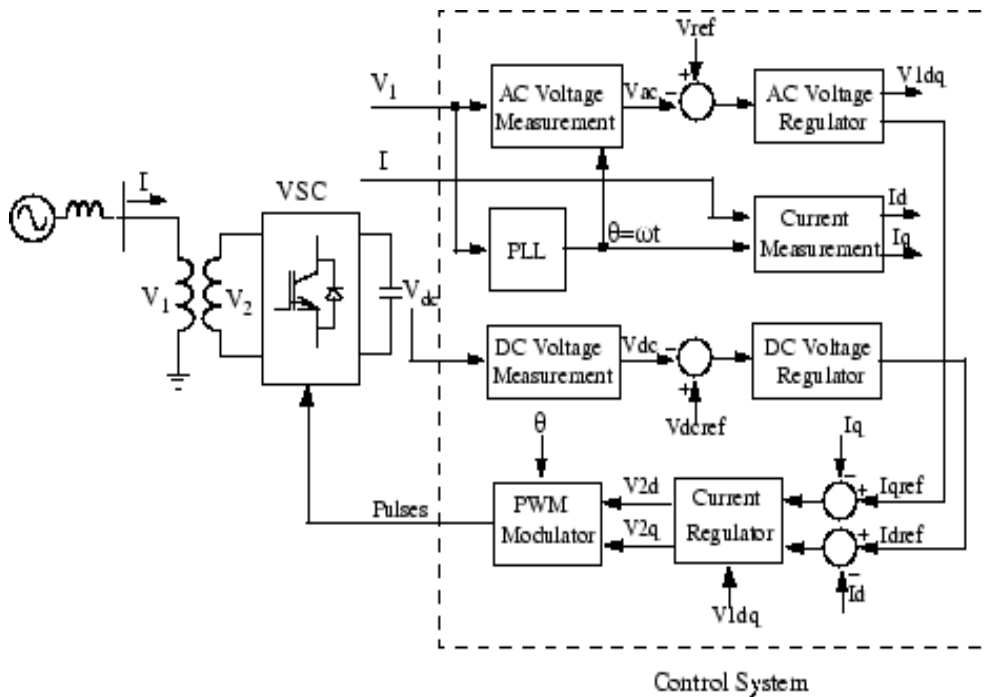 Vref
V1
AC Voltage
Measurement
Vac
-
+
AC Voltage
Regulator
V1dq
I
I
VSC
PLL
θ=ωt
Current
Measurement
Id
Iq
V1
V2
Vdc
DC Voltage
Measurement
Vdc
-
+
Vdcref
DC Voltage
Regulator
θ
Iq
Pulses
PWM
Modulator
V2d
V2q
Current
Regulator
-
+
Iqref
+
Idref
-
Id
V1dq
Control System